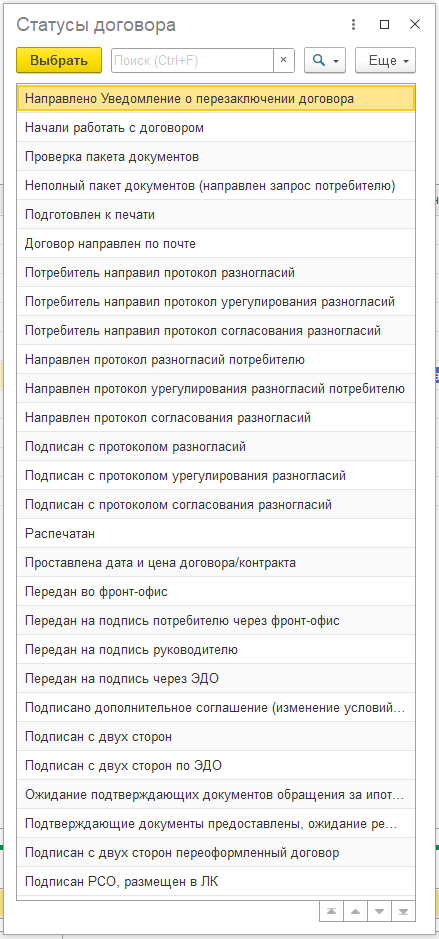 Статусы договора
Выбрать
Поиск (Ctrl+F)
Еще
Направлено Уведомление о перезаключении договора
Начали работать с договором
Проверка пакета документов
Неполный пакет документов (направлен запрос потребителю)
Подготовлен к печати
Договор направлен по почте
Потребитель направил протокол разногласий
Потребитель направил протокол урегулирования разногласий
Потребитель направил протокол согласования разногласий
Направлен протокол разногласий потребителю
Направлен протокол урегулирования разногласий потребителю
Направлен протокол согласования разногласий
Подписан с протоколом разногласий
Подписан с протоколом урегулирования разногласий
Подписан с протоколом согласования разногласий
Распечатан
Проставлена дата и цена договора/контракта
Передан во фронт-офис
Передан на подпись потребителю через фронт-офис
Передан на подпись руководителю
Передан на подпись через ЭДО
Подписано дополнительное соглашение (изменение условий...
Подписан с двух сторон
Подписан с двух сторон по ЭДО
Ожидание подтверждающих документов обращения за ипот...
Подтверждающие документы предоставлены, ожидание ре...
Подписан с двух сторон переоформленный договор
Подписан РСО, размещен в ЛК